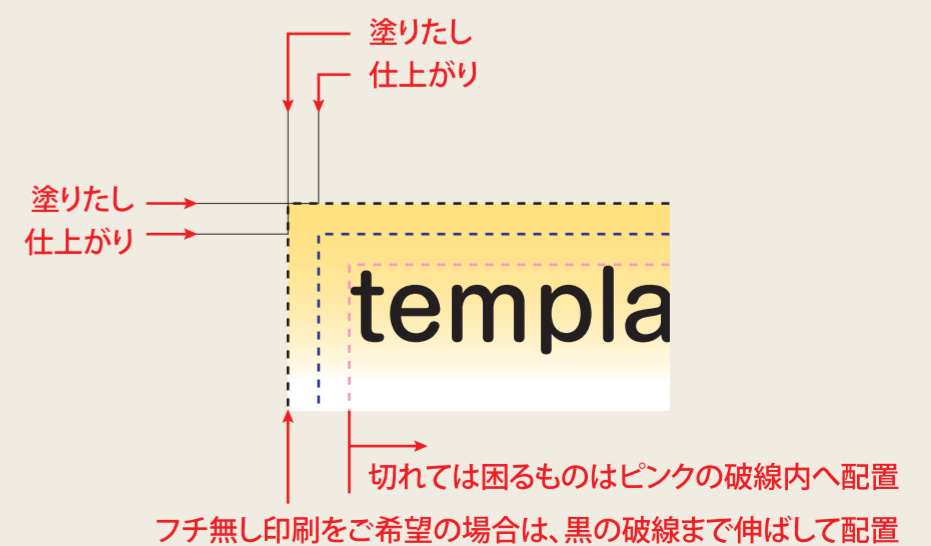 塗りたし
仕上がり
塗りたし
仕上がり
templa
切れては困るものはピンクの破線内へ配置
フチ無し印刷をご希望の場合は、黒の破線まで伸ばして配置